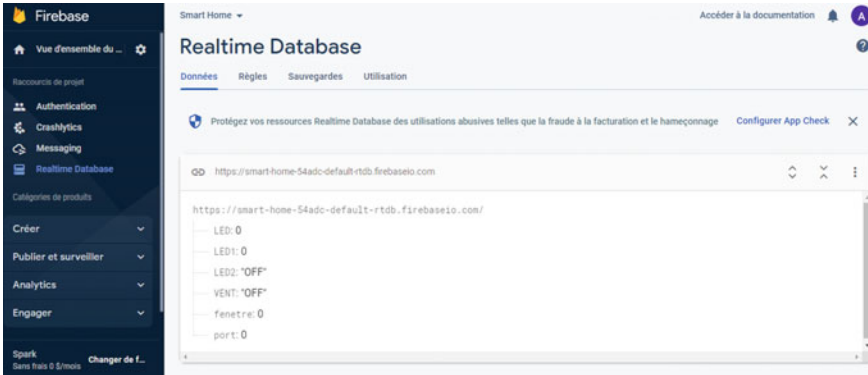 Firebase
Vue d'ensemble du ...
Raccourcis de projet
Authentication
Crashlytics
Messaging
Realtime Database
Catégories de produits
Créer
Publier et surveiller
Analytics
Engager
Spark
Sans frais 0 $/mois
Changer de f...
Smart Home
Accéder à la documentation
A
Realtime Database
Données Règles Sauvegardes Utilisation
Protégez vos ressources Realtime Database des utilisations abusives telles que la fraude à la facturation et le hameçonnage Configurer App Check
https://smart-home-54adc-default-rtdb.firebaseio.com
https://smart-home-54adc-default-rtdb.firebaseio.com/
LED: 0
LED1: 0
LED2: "OFF"
VENT: "OFF"
fenetre: 0
port: 0